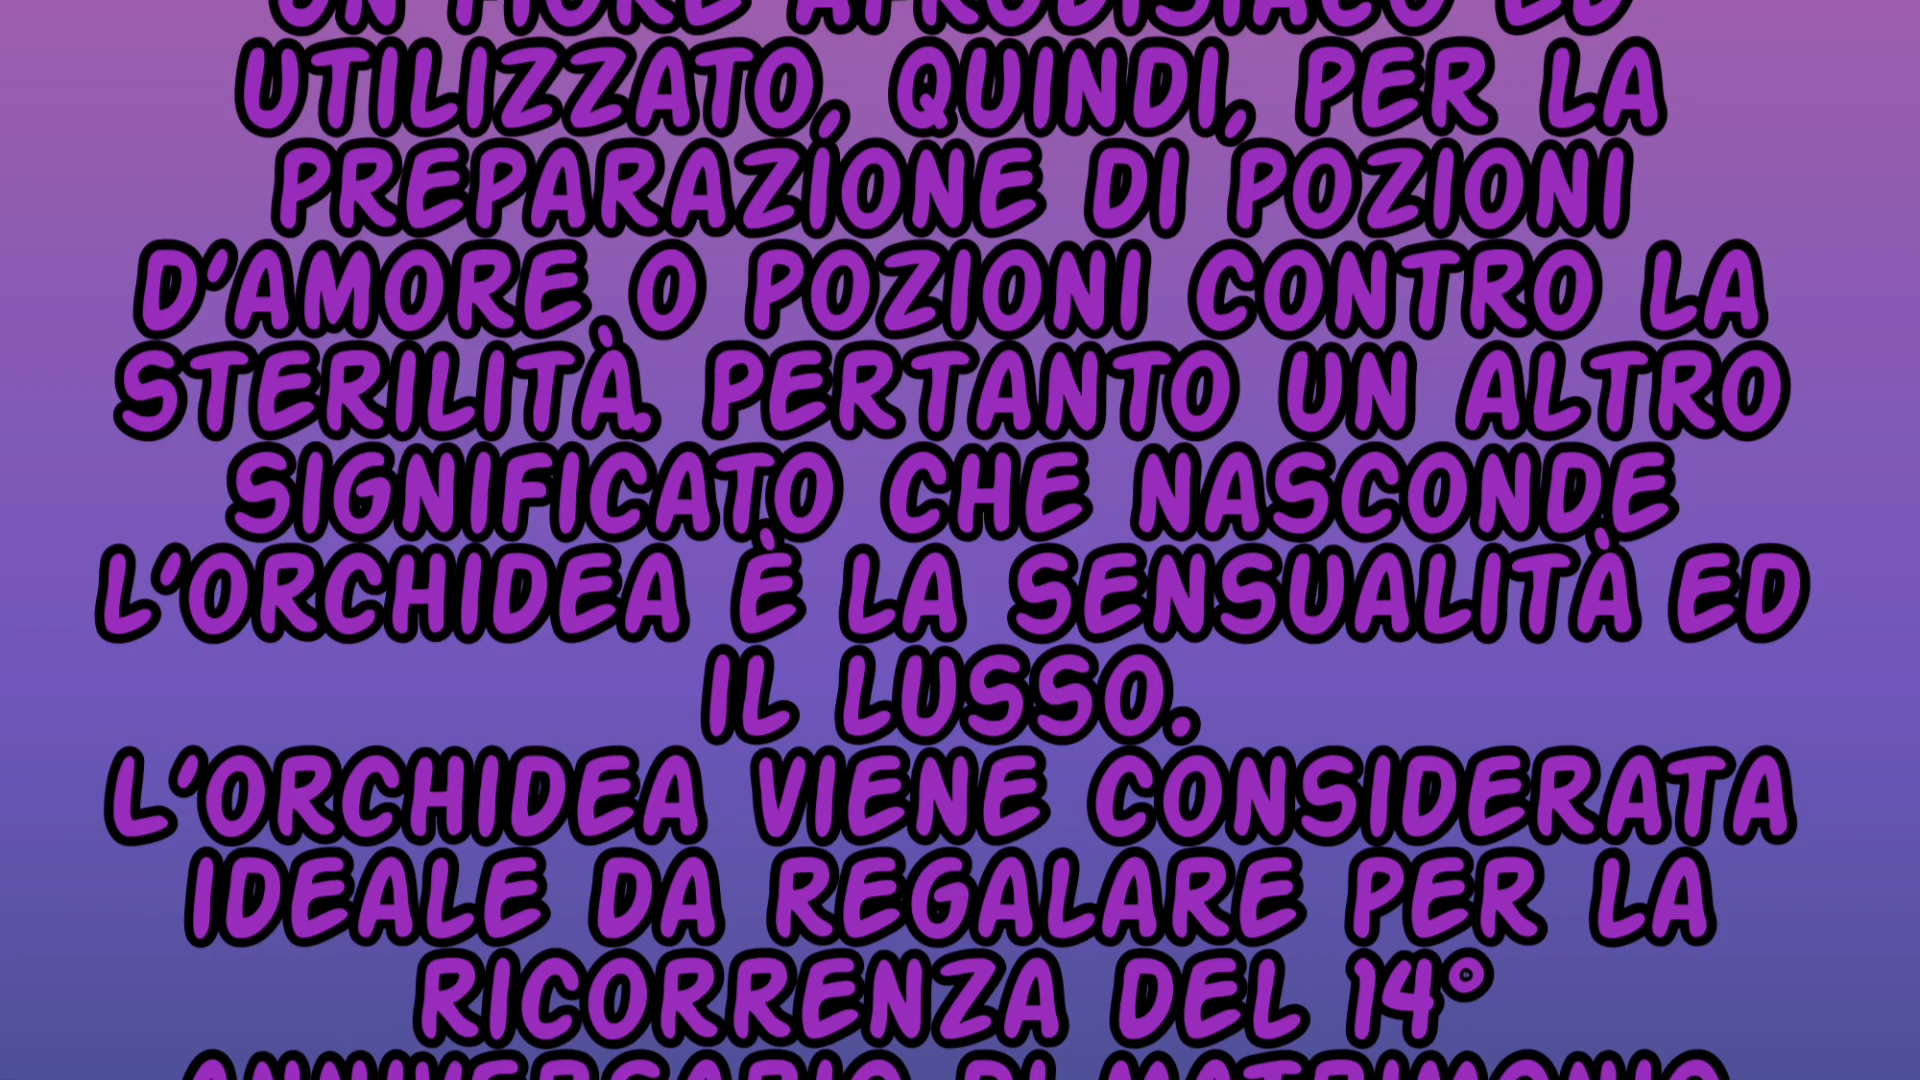 UN FIORE AFRODISIACO ED
UTILIZZATO, QUINDI, PER LA
PREPARAZIONE DI POZIONI
D'AMORE O POZIONI CONTRO LA
STERILITÀ. PERTANTO UN ALTRO
SIGNIFICATO CHE NASCONDE
L'ORCHIDEA È LA SENSUALITÀ ED
IL LUSSO.
L'ORCHIDEA VIENE CONSIDERATA
IDEALE DA REGALARE PER LA
RICORRENZA DEL 14°
ANNIVERSARIO DI MATRIMONIO